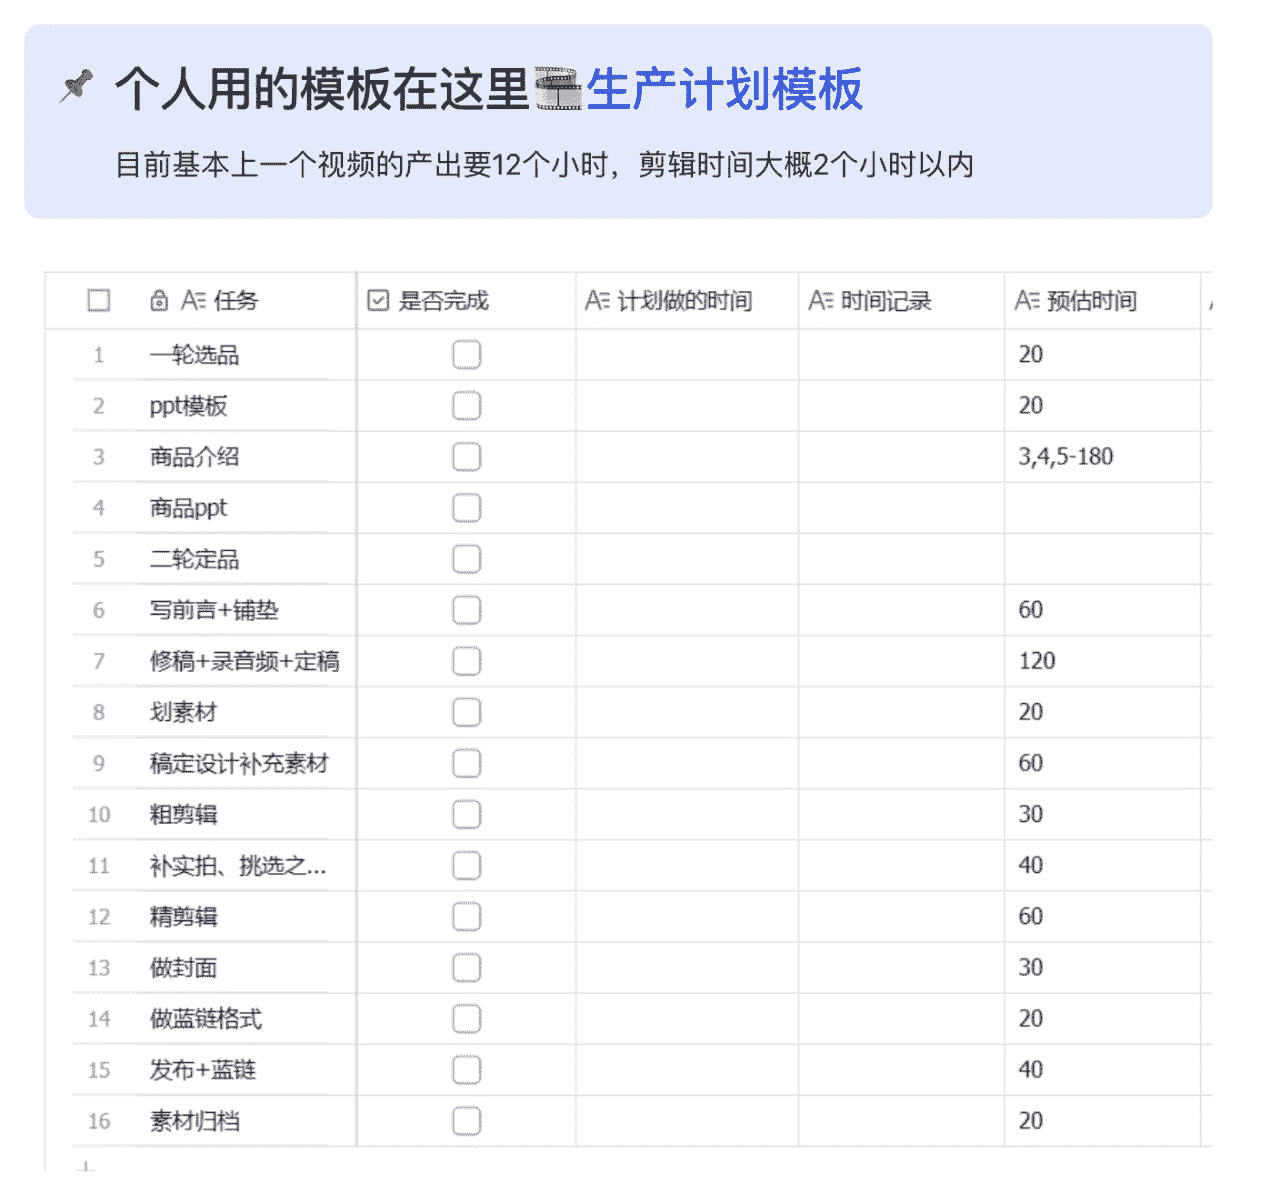 个人用的模板在这里生产计划模板
目前基本上一个视频的产出要12个小时，剪辑时间大概2个小时以内
任务 是否完成 计划做的时间 时间记录 预估时间
1 一轮选品 20
2 ppt模板 20
3 商品介绍 3,4,5-180
4 商品ppt
5 二轮定品
6 写前言+铺垫 60
7 修稿+录音频+定稿 120
8 划素材 20
9 稿定设计补充素材 60
10 粗剪辑 30
11 补实拍、挑选之... 40
12 精剪辑 60
13 做封面 30
14 做蓝链格式 20
15 发布+蓝链 40
16 素材归档 20